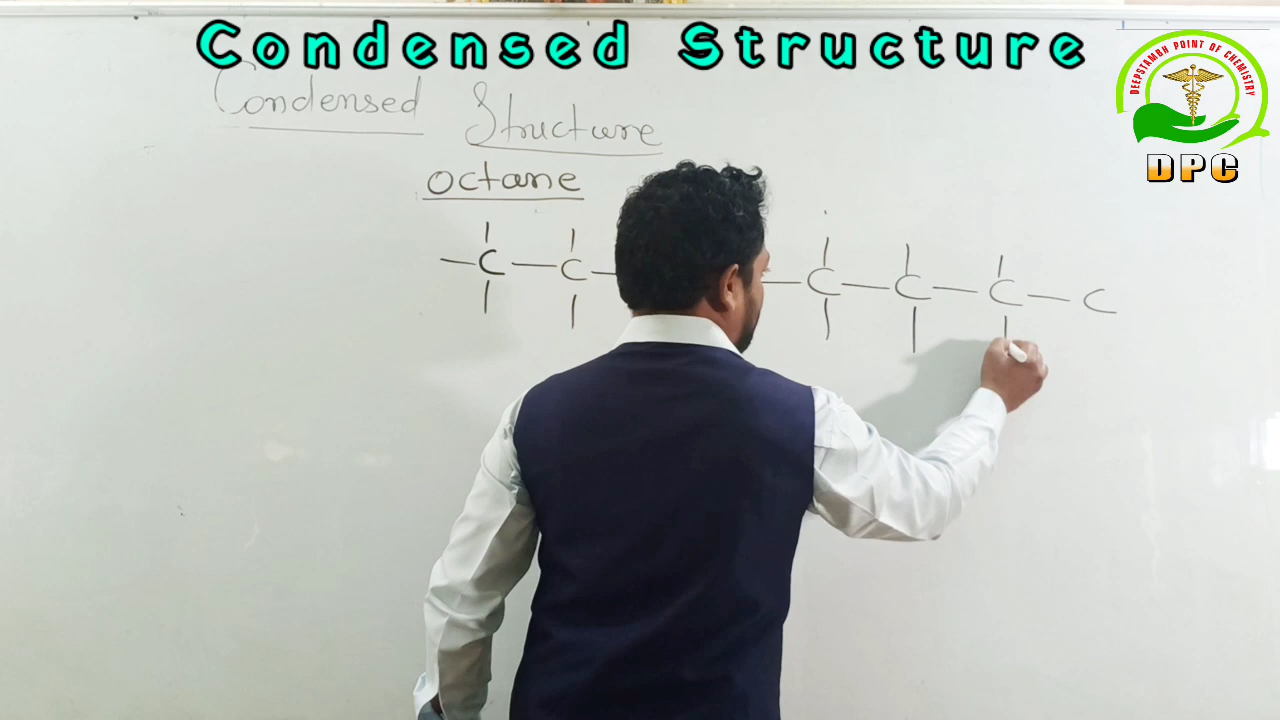 Condensed Structure
DEEPSTAMBH POINT OF CHEMISTRY
DPC
Condensed Structure
octane
C C C C C C